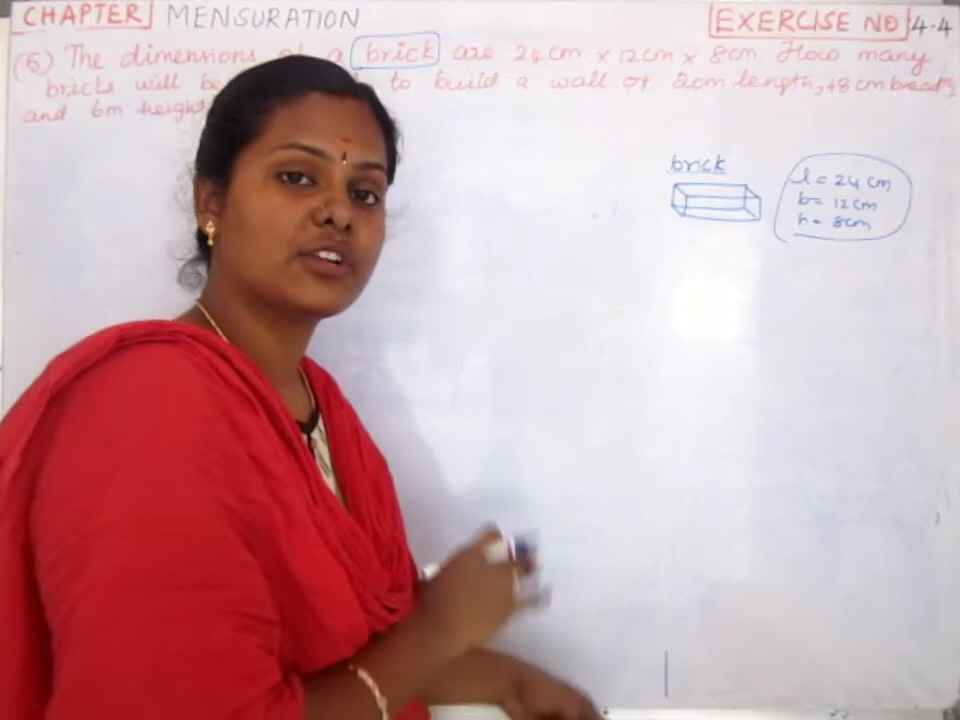 CHAPTER MENSURATION EXERCISE NO 4.4
(5) The dimensions of a brick are 24 cm × 12 cm × 8 cm. How many
bricks will be to build a wall of 20m length, 48 cm breadth
and 6m height
brick
l = 24 cm
b = 12 cm
h = 8cm